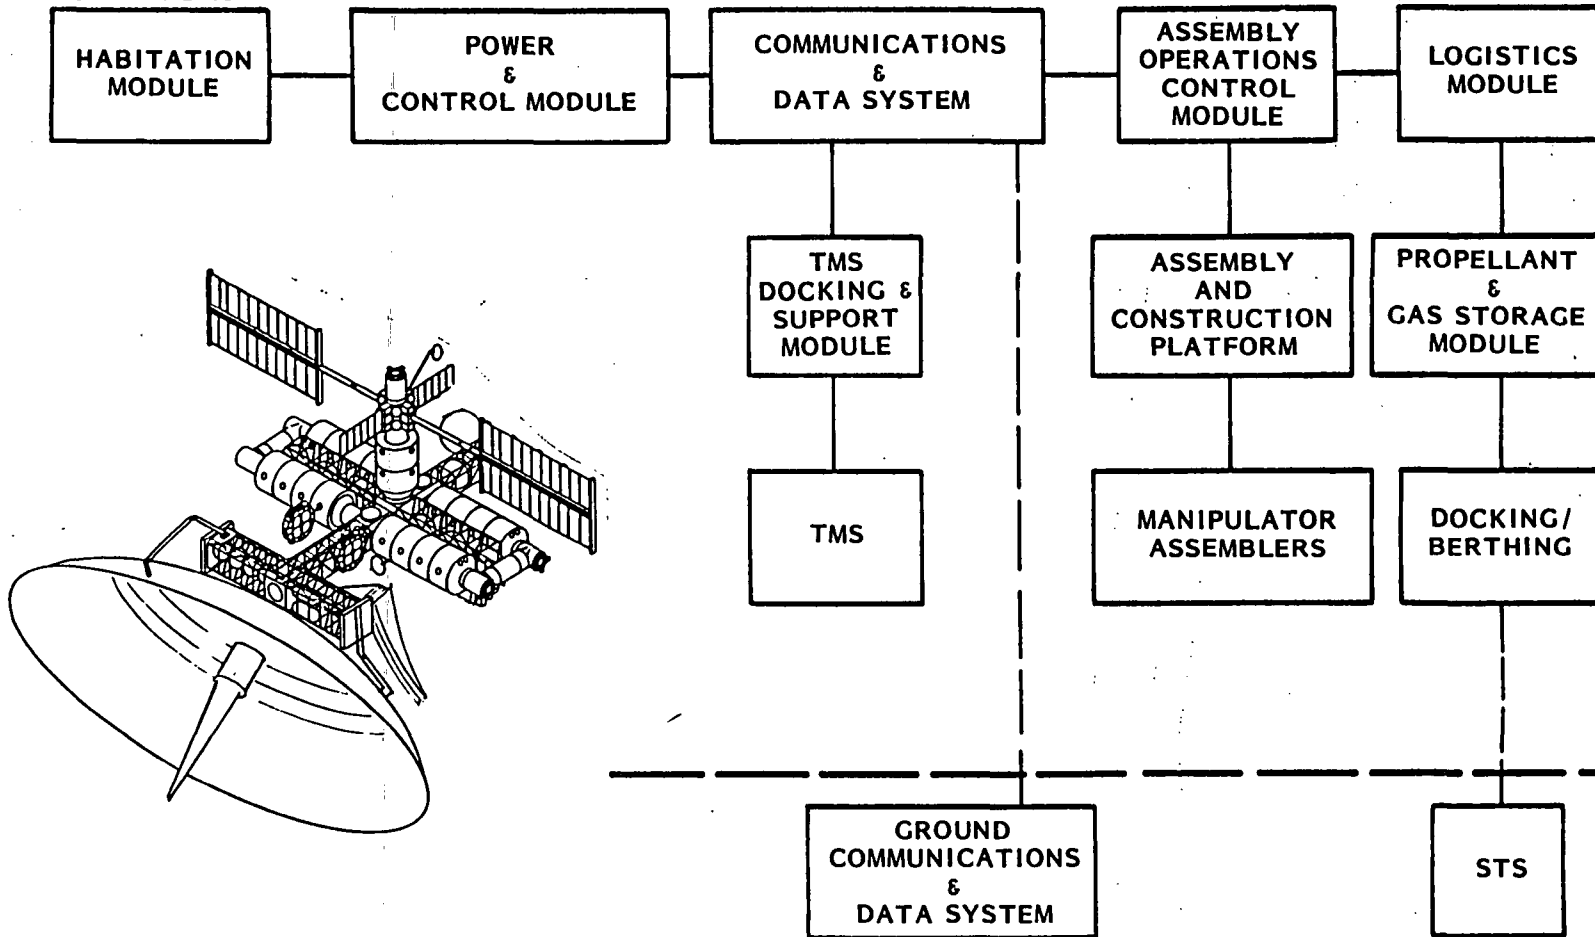 HABITATION
MODULE
POWER
&
CONTROL MODULE
COMMUNICATIONS
&
DATA SYSTEM
ASSEMBLY
OPERATIONS
CONTROL
MODULE
LOGISTICS
MODULE
TMS
DOCKING &
SUPPORT
MODULE
ASSEMBLY
AND
CONSTRUCTION
PLATFORM
PROPELLANT
&
GAS STORAGE
MODULE
TMS
MANIPULATOR
ASSEMBLERS
DOCKING/
BERTHING
GROUND
COMMUNICATIONS
&
DATA SYSTEM
STS